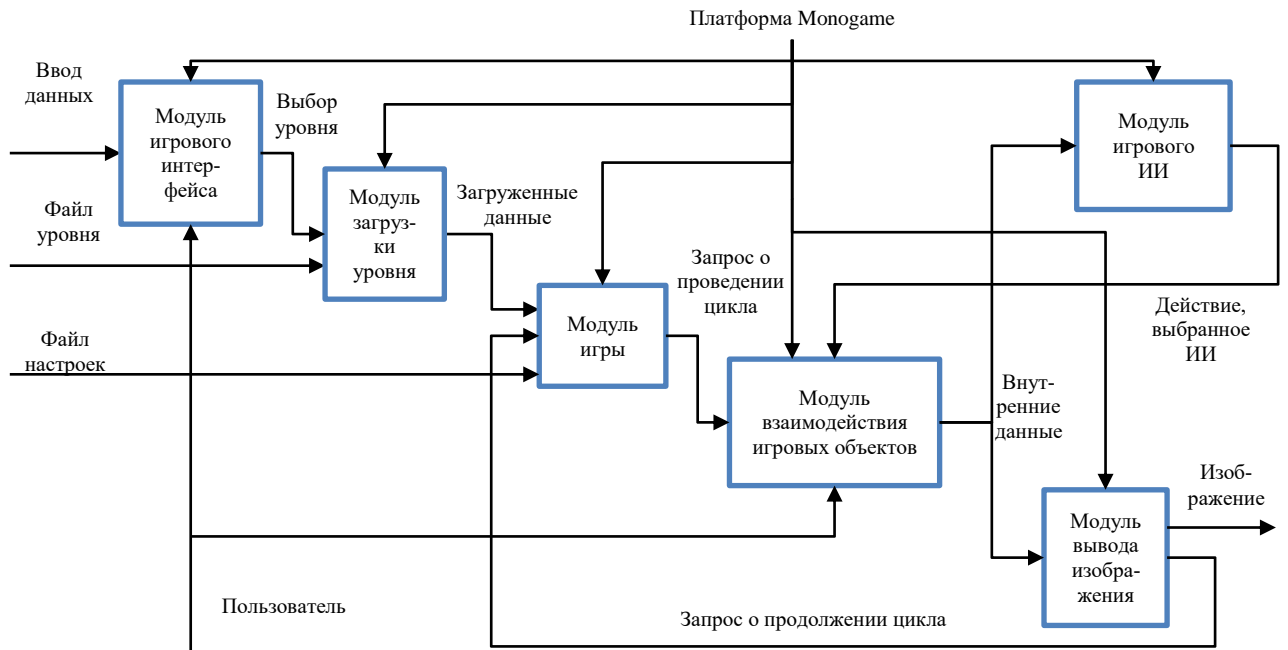 Платформа Monogame
Ввод
данных
Модуль
игрового
интер-
фейса
Выбор
уровня
Модуль
игрового
ИИ
Файл
уровня
Модуль
загруз-
ки
уровня
Загруженные
данные
Запрос о
проведении
цикла
Файл
настроек
Модуль
игры
Действие,
выбранное
ИИ
Модуль
взаимодействия
игровых объектов
Внут-
ренние
данные
Изоб-
ражение
Модуль
вывода
изобра-
жения
Пользователь
Запрос о продолжении цикла